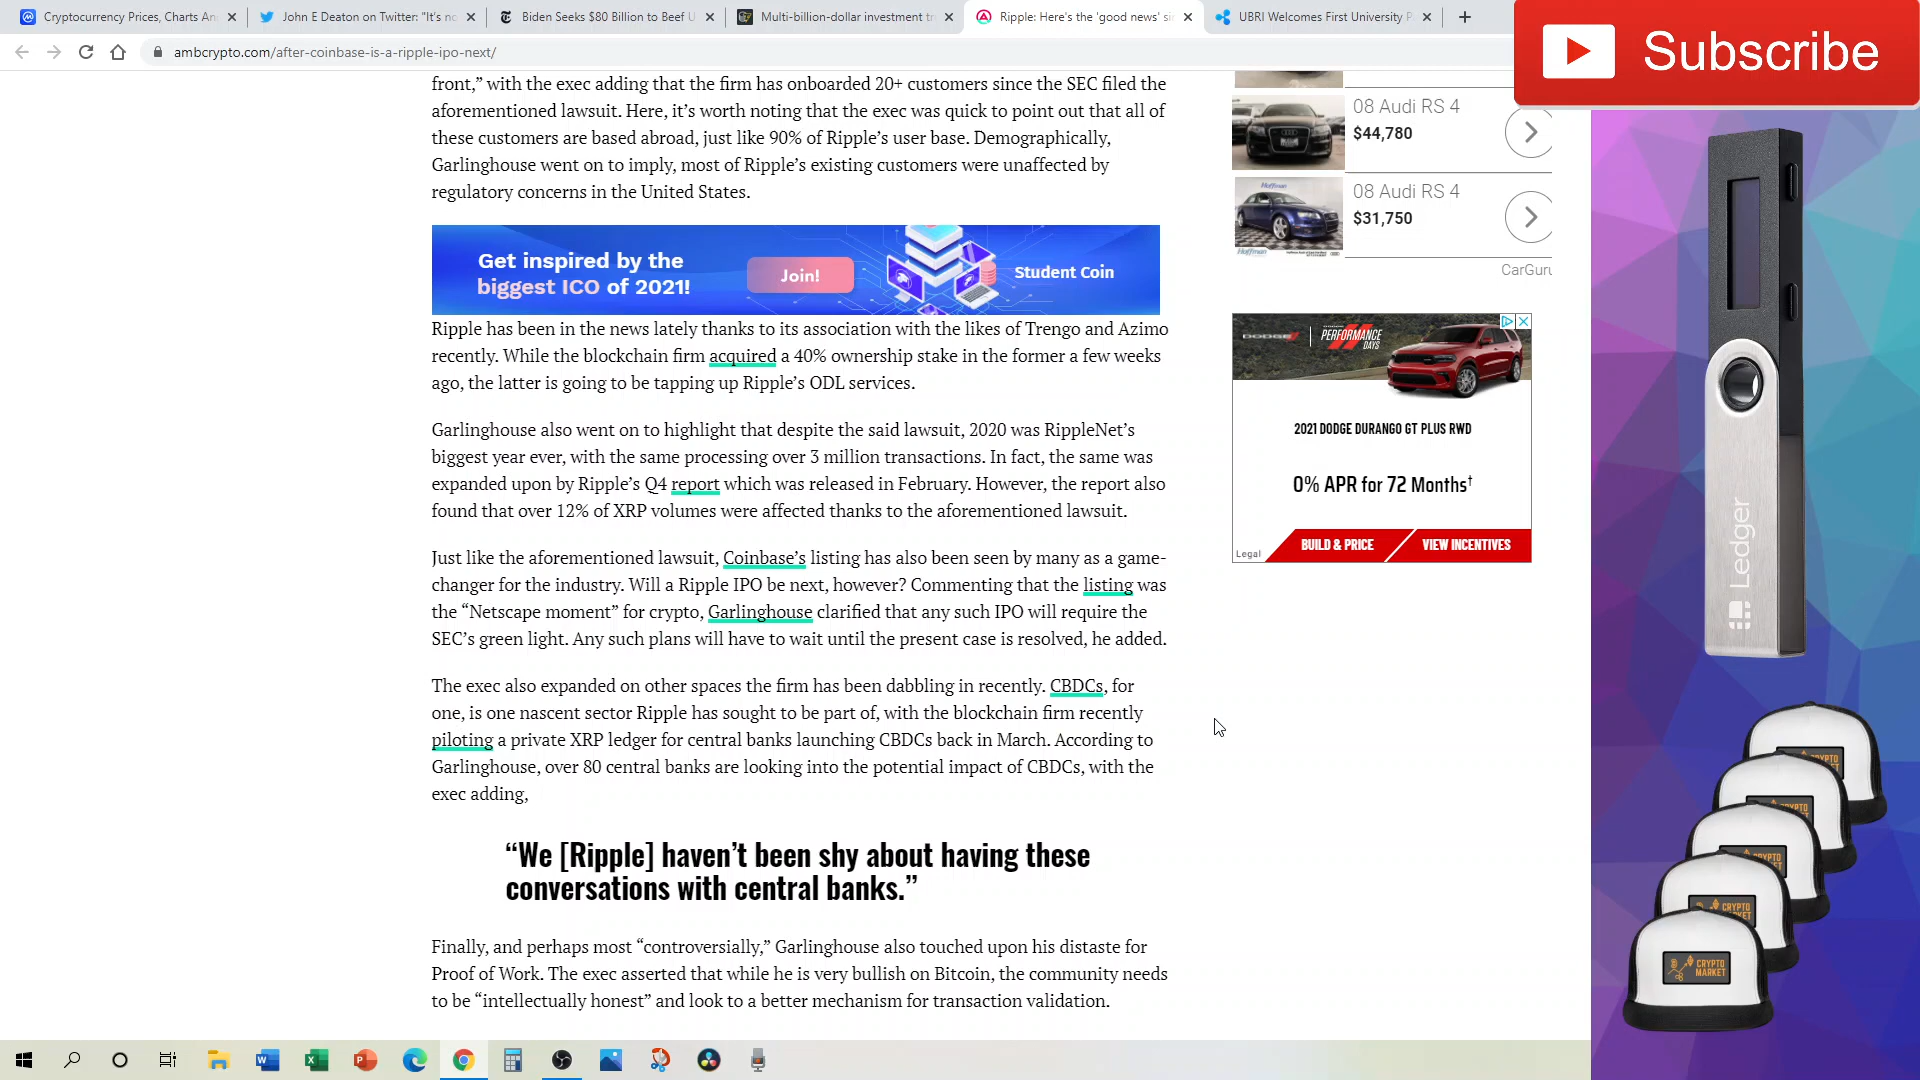 Cryptocurrency Prices, Charts An
John E Deaton on Twitter: "It's no
Biden Seeks $80 Billion to Beef U
Multi-billion-dollar investment tr
Ripple: Here's the 'good news' si
UBRI Welcomes First University P
ambcrypto.com/after-coinbase-is-a-ripple-ipo-next/
Subscribe
front,” with the exec adding that the firm has onboarded 20+ customers since the SEC filed the
aforementioned lawsuit. Here, it’s worth noting that the exec was quick to point out that all of
these customers are based abroad, just like 90% of Ripple’s user base. Demographically,
Garlinghouse went on to imply, most of Ripple’s existing customers were unaffected by
regulatory concerns in the United States.
Get inspired by the
biggest ICO of 2021!
Join!
Student Coin
Ripple has been in the news lately thanks to its association with the likes of Trengo and Azimo
recently. While the blockchain firm acquired a 40% ownership stake in the former a few weeks
ago, the latter is going to be tapping up Ripple’s ODL services.
Garlinghouse also went on to highlight that despite the said lawsuit, 2020 was RippleNet’s
biggest year ever, with the same processing over 3 million transactions. In fact, the same was
expanded upon by Ripple’s Q4 report which was released in February. However, the report also
found that over 12% of XRP volumes were affected thanks to the aforementioned lawsuit.
Just like the aforementioned lawsuit, Coinbase’s listing has also been seen by many as a game-
changer for the industry. Will a Ripple IPO be next, however? Commenting that the listing was
the “Netscape moment” for crypto, Garlinghouse clarified that any such IPO will require the
SEC’s green light. Any such plans will have to wait until the present case is resolved, he added.
The exec also expanded on other spaces the firm has been dabbling in recently. CBDCs, for
one, is one nascent sector Ripple has sought to be part of, with the blockchain firm recently
piloting a private XRP ledger for central banks launching CBDCs back in March. According to
Garlinghouse, over 80 central banks are looking into the potential impact of CBDCs, with the
exec adding,
“We [Ripple] haven’t been shy about having these
conversations with central banks.”
Finally, and perhaps most “controversially,” Garlinghouse also touched upon his distaste for
Proof of Work. The exec asserted that while he is very bullish on Bitcoin, the community needs
to be “intellectually honest” and look to a better mechanism for transaction validation.
08 Audi RS 4
$44,780
08 Audi RS 4
$31,750
Hoffman
CarGuru
DODGE
PERFORMANCE
DAYS
2021 DODGE DURANGO GT PLUS RWD
0% APR for 72 Months†
Legal
BUILD & PRICE
VIEW INCENTIVES
Ledger
CRYPTO
CRYPTO
CRYPTO
CRYPTO
CRYPTO
MARKET